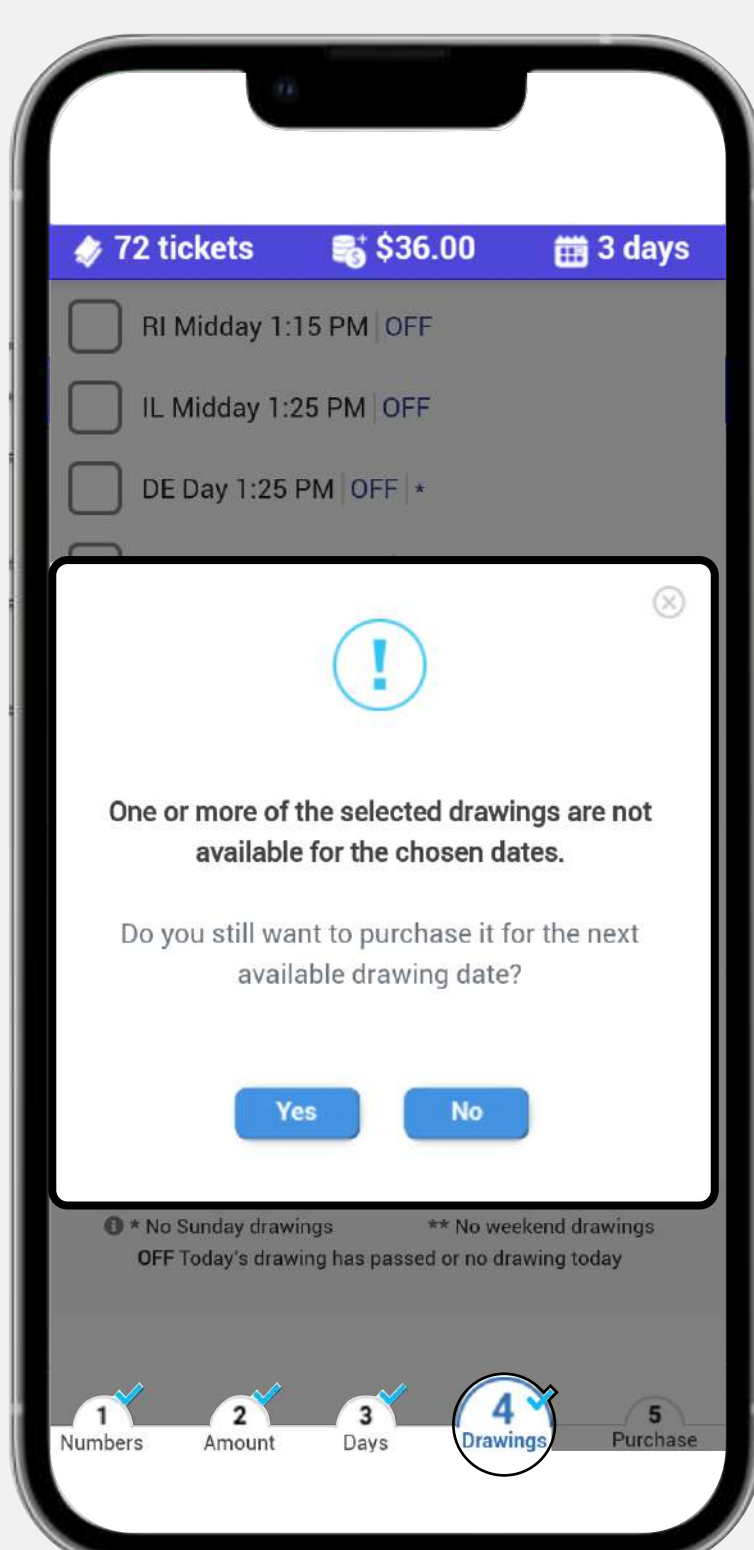 72 tickets $36.00 3 days
RI Midday 1:15 PM OFF
IL Midday 1:25 PM OFF
DE Day 1:25 PM OFF *
!
One or more of the selected drawings are not
available for the chosen dates.
Do you still want to purchase it for the next
available drawing date?
Yes No
* No Sunday drawings ** No weekend drawings
OFF Today's drawing has passed or no drawing today
1 2 3 4 5
Numbers Amount Days Drawings Purchase